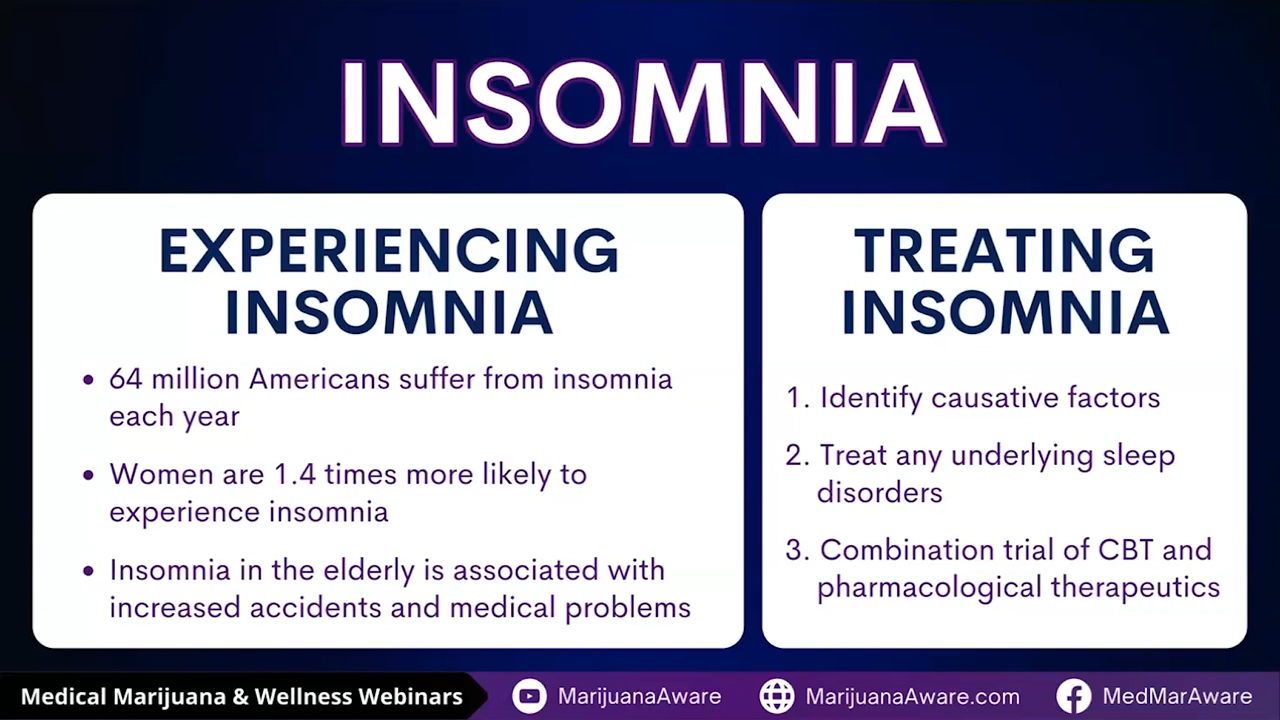 INSOMNIA
EXPERIENCING
INSOMNIA
• 64 million Americans suffer from insomnia
each year
• Women are 1.4 times more likely to
experience insomnia
• Insomnia in the elderly is associated with
increased accidents and medical problems
TREATING
INSOMNIA
1. Identify causative factors
2. Treat any underlying sleep
disorders
3. Combination trial of CBT and
pharmacological therapeutics
Medical Marijuana & Wellness Webinars
MarijuanaAware
MarijuanaAware.com
MedMarAware